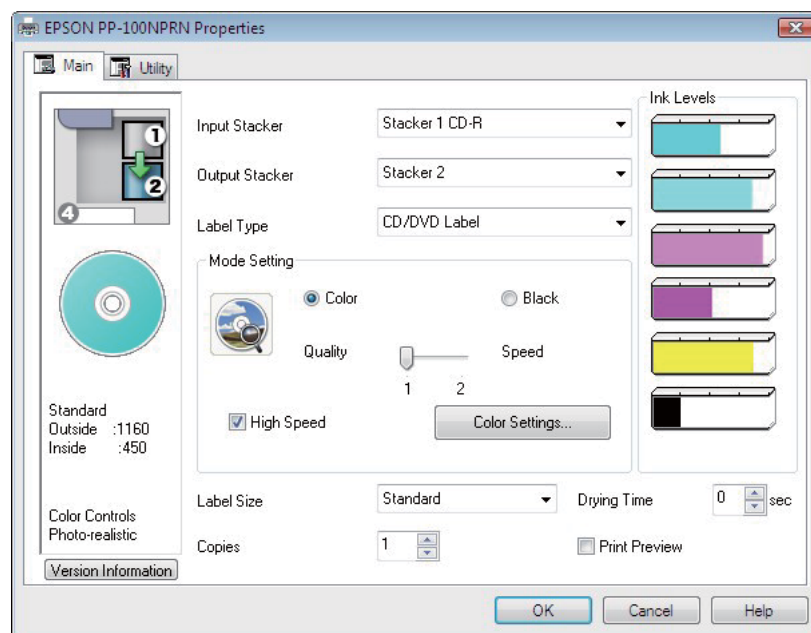 EPSON PP-100NPRN Properties
Main
Utility
1
2
4
Standard
Outside :1160
Inside :450
Color Controls
Photo-realistic
Version Information
Input Stacker
Stacker 1 CD-R
Output Stacker
Stacker 2
Label Type
CD/DVD Label
Mode Setting
Color
Black
Quality
Speed
1
2
High Speed
Color Settings...
Label Size
Standard
Drying Time
0
sec
Copies
1
Print Preview
Ink Levels
OK
Cancel
Help